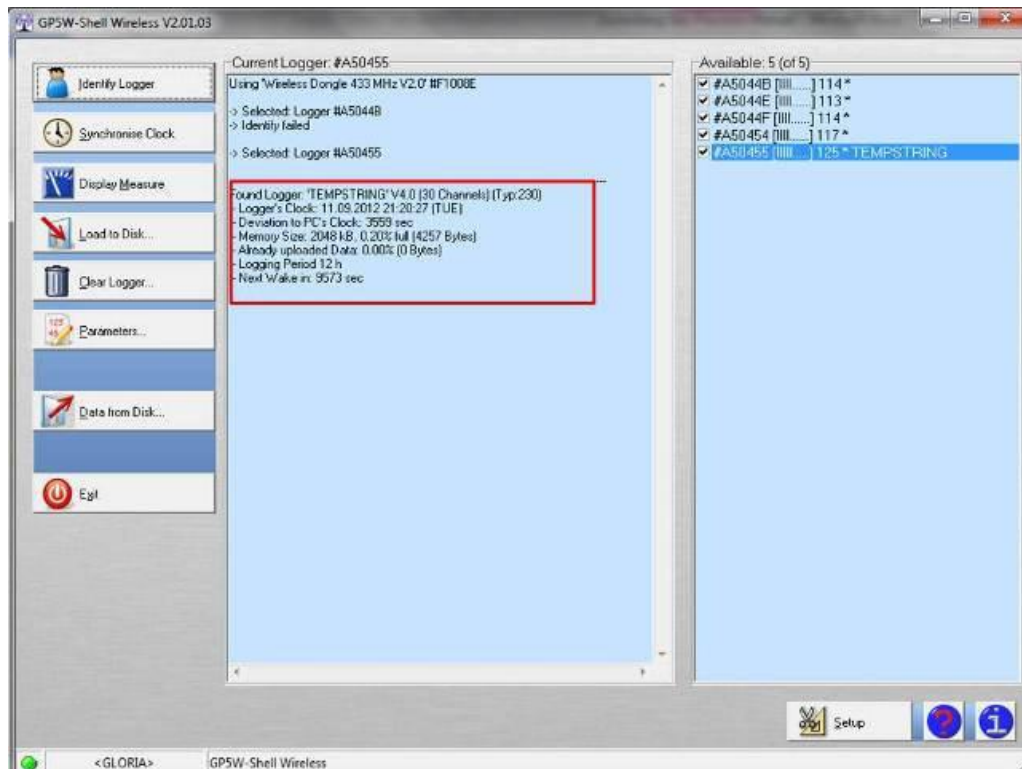 GP5W-Shell Wireless V2.01.03
Identify Logger
Synchronise Clock
Display Measure
Load to Disk...
Clear Logger...
Parameters...
Data from Disk...
Exit
Current Logger: #A50455
Using 'Wireless Dongle 433 MHz V2.0' #F1008E
-> Selected: Logger #A5044B
-> Identify failed
-> Selected: Logger #A50455
Found Logger: 'TEMPSTRING' V4.0 (30 Channels) (Typ:230)
- Logger's Clock: 11.09.2012 21:20:27 (TUE)
- Deviation to PC's Clock: 3559 sec
- Memory Size: 2048 kB, 0.20% full (4257 Bytes)
- Already uploaded Data: 0.00% (0 Bytes)
- Logging Period 12 h
- Next Wake in: 9573 sec
Available: 5 (of 5)
#A5044B [IIII......] 114 *
#A5044E [IIII......] 113 *
#A5044F [IIII......] 114 *
#A50454 [IIII......] 117 *
#A50455 [IIIII.....] 125 * TEMPSTRING
Setup
<GLORIA>
GP5W-Shell Wireless